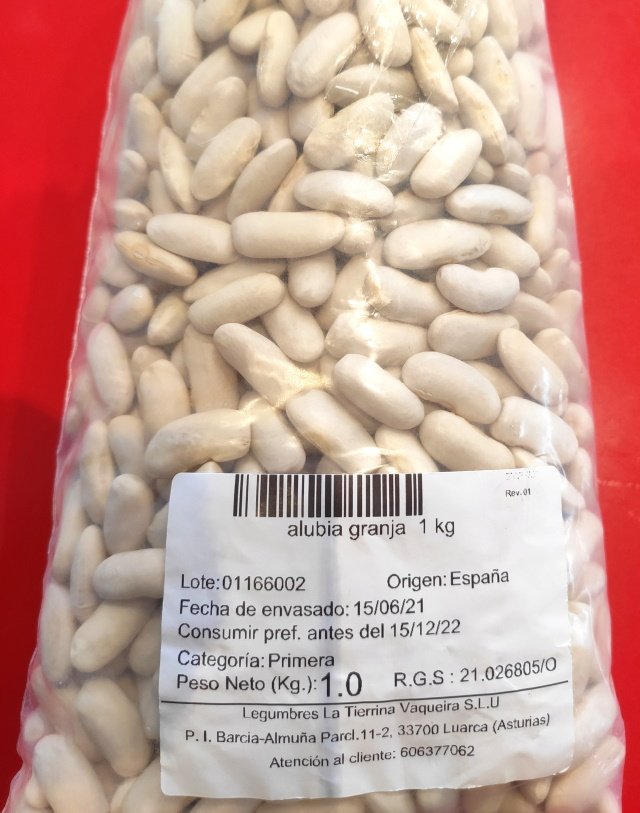 Rev.01
alubia granja 1 kg
Lote:01166002 Origen:España
Fecha de envasado:15/06/21
Consumir pref. antes del 15/12/22
Categoría:Primera
Peso Neto (Kg.):1.0 R.G.S : 21.026805/O
Legumbres La Tierrina Vaqueira S.L.U
P. I. Barcia-Almuña Parcl.11-2, 33700 Luarca (Asturias)
Atención al cliente: 606377062